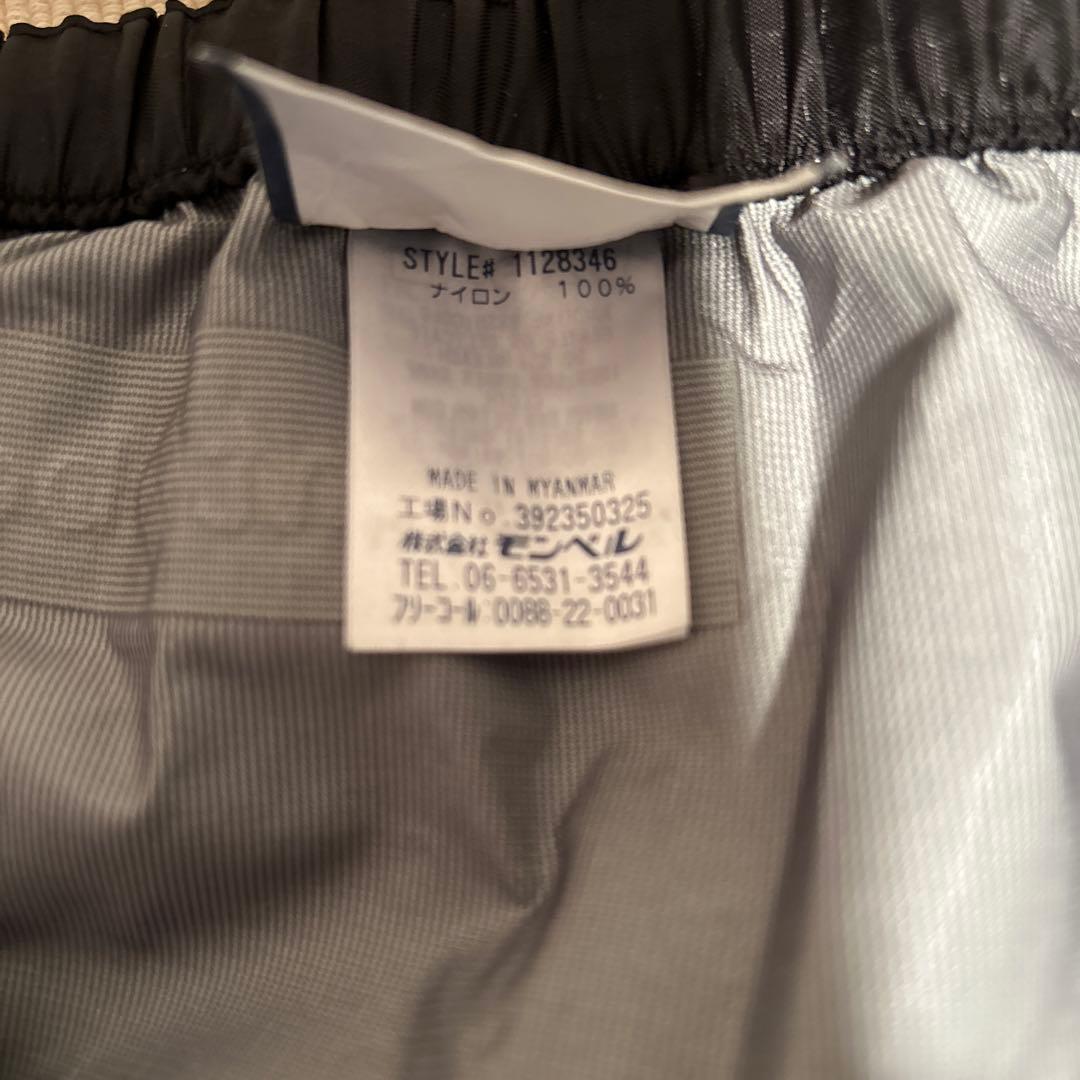 STYLE# 1128346
ナイロン 100%
MADE IN MYANMAR
工場No.392350325
株式会社 モンベル
TEL.06-6531-3544
フリーコール:0088-22-0031